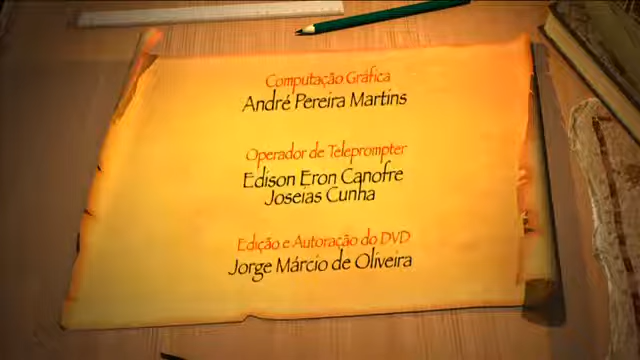 Computação Gráfica
André Pereira Martins
Operador de Teleprompter
Edison Eron Canofre
Joseias Cunha
Edição e Autoração do DVD
Jorge Márcio de Oliveira